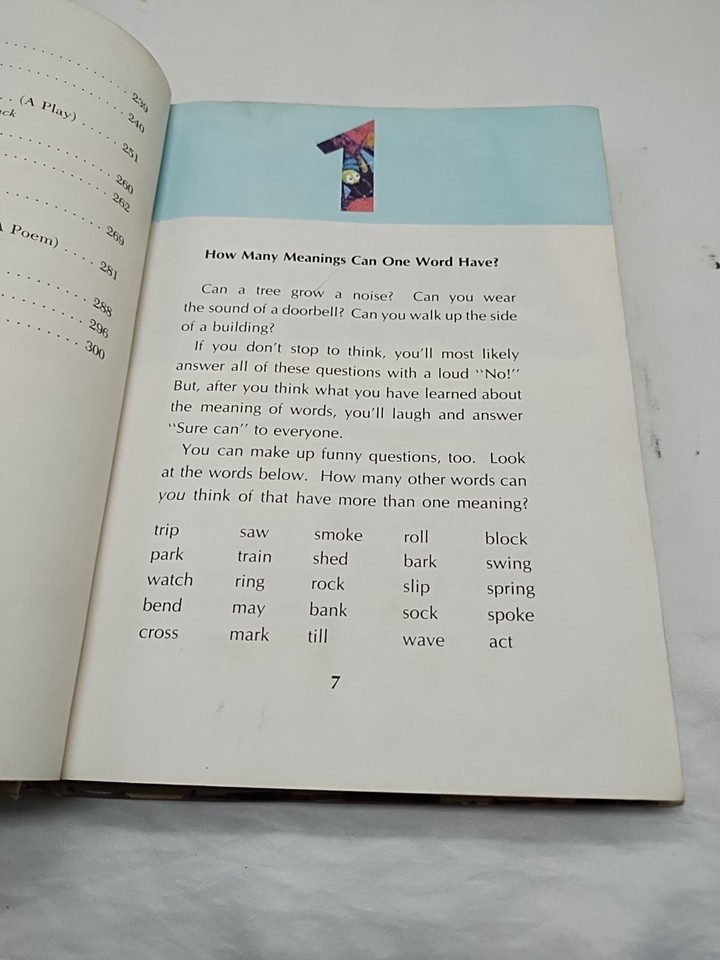 239
240
(A Play) 251
ck
260
262
269
Poem) 281
288
296
300
1
How Many Meanings Can One Word Have?
Can a tree grow a noise? Can you wear
the sound of a doorbell? Can you walk up the side
of a building?
If you don't stop to think, you'll most likely
answer all of these questions with a loud "No!"
But, after you think what you have learned about
the meaning of words, you'll laugh and answer
"Sure can" to everyone.
You can make up funny questions, too. Look
at the words below. How many other words can
you think of that have more than one meaning?
trip saw smoke roll block
park train shed bark swing
watch ring rock slip spring
bend may bank sock spoke
cross mark till wave act
7